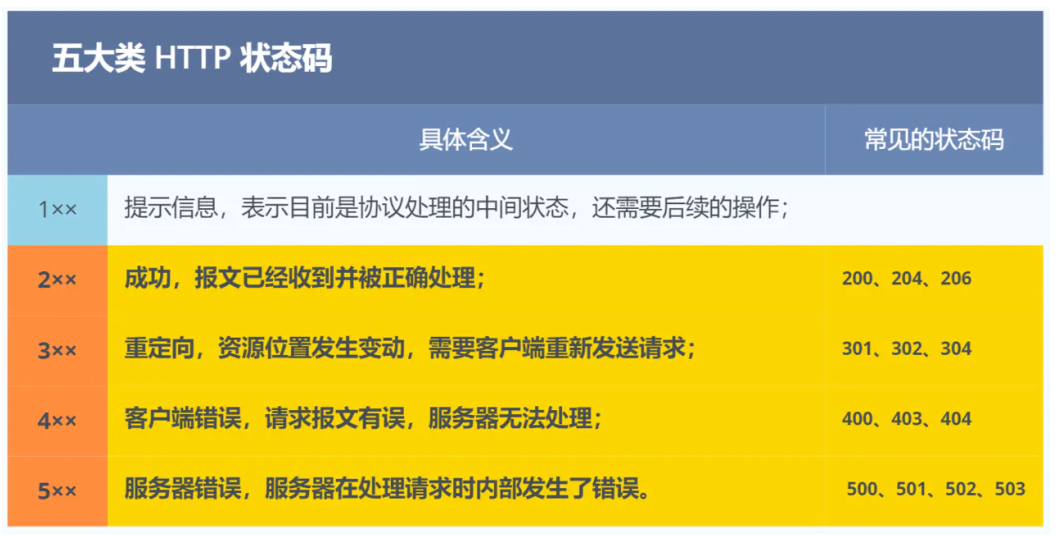 五大类 HTTP 状态码
具体含义 常见的状态码
1×× 提示信息，表示目前是协议处理的中间状态，还需要后续的操作；
2×× 成功，报文已经收到并被正确处理； 200、204、206
3×× 重定向，资源位置发生变动，需要客户端重新发送请求； 301、302、304
4×× 客户端错误，请求报文有误，服务器无法处理； 400、403、404
5×× 服务器错误，服务器在处理请求时内部发生了错误。 500、501、502、503